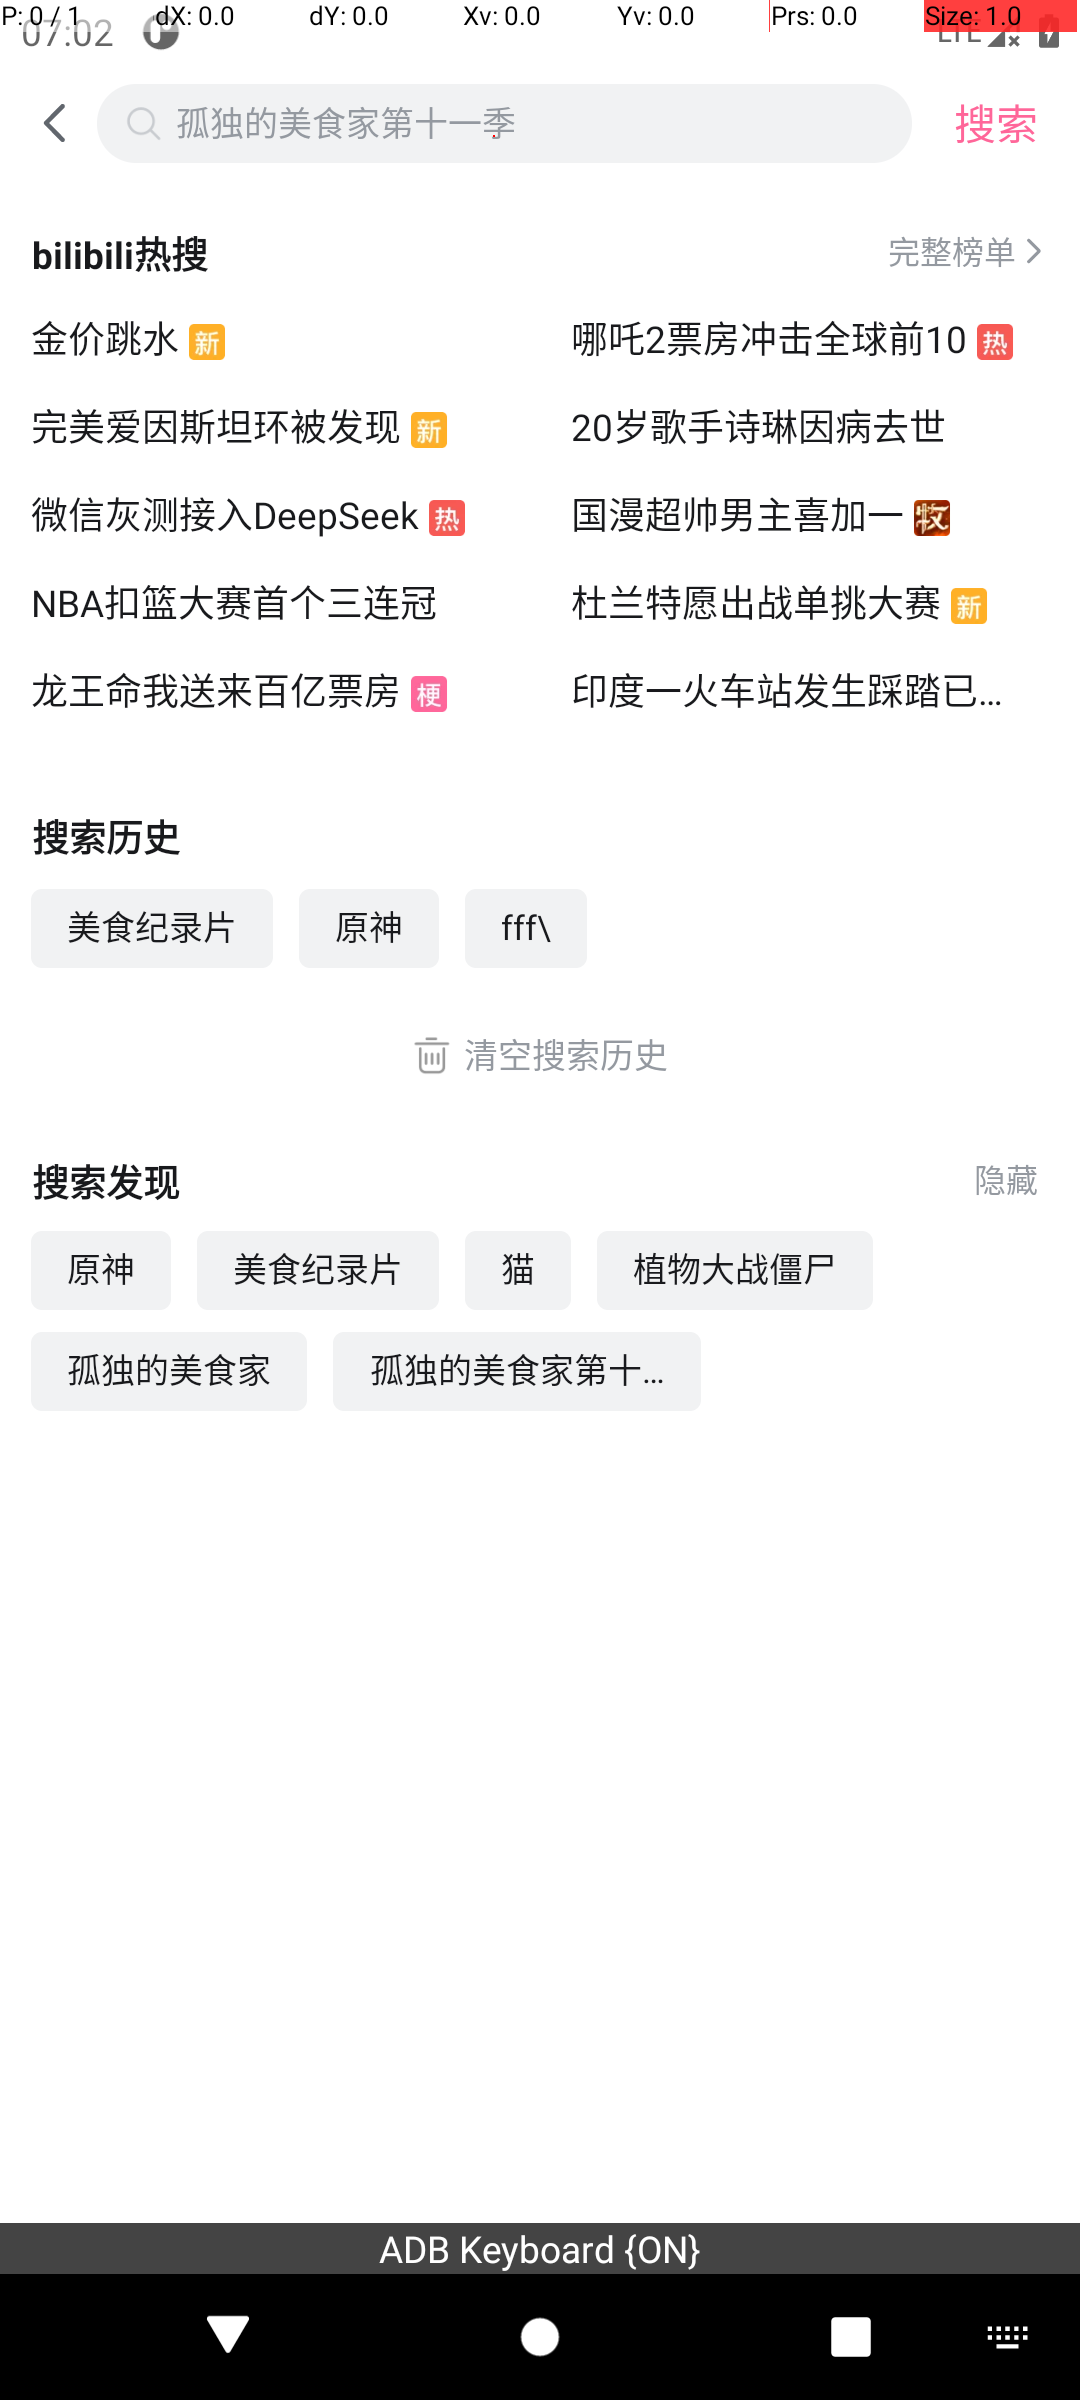 P: 0 / 1 dX: 0.0 dY: 0.0 Xv: 0.0 Yv: 0.0 Prs: 0.0 Size: 1.0
07:02 LTE
孤独的美食家第十一季 搜索
bilibili热搜 完整榜单
金价跳水 新 哪吒2票房冲击全球前10 热
完美爱因斯坦环被发现 新 20岁歌手诗琳因病去世
微信灰测接入DeepSeek 热 国漫超帅男主喜加一 牧
NBA扣篮大赛首个三连冠 杜兰特愿出战单挑大赛 新
龙王命我送来百亿票房 梗 印度一火车站发生踩踏已...
搜索历史
美食纪录片 原神 fff\
清空搜索历史
搜索发现 隐藏
原神 美食纪录片 猫 植物大战僵尸
孤独的美食家 孤独的美食家第十...
ADB Keyboard {ON}